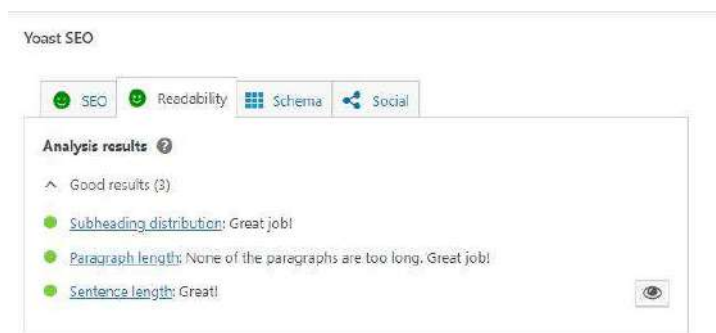 Yoast SEO
SEO Readability Schema Social
Analysis results ?
Good results (3)
Subheading distribution: Great job!
Paragraph length: None of the paragraphs are too long. Great job!
Sentence length: Great!